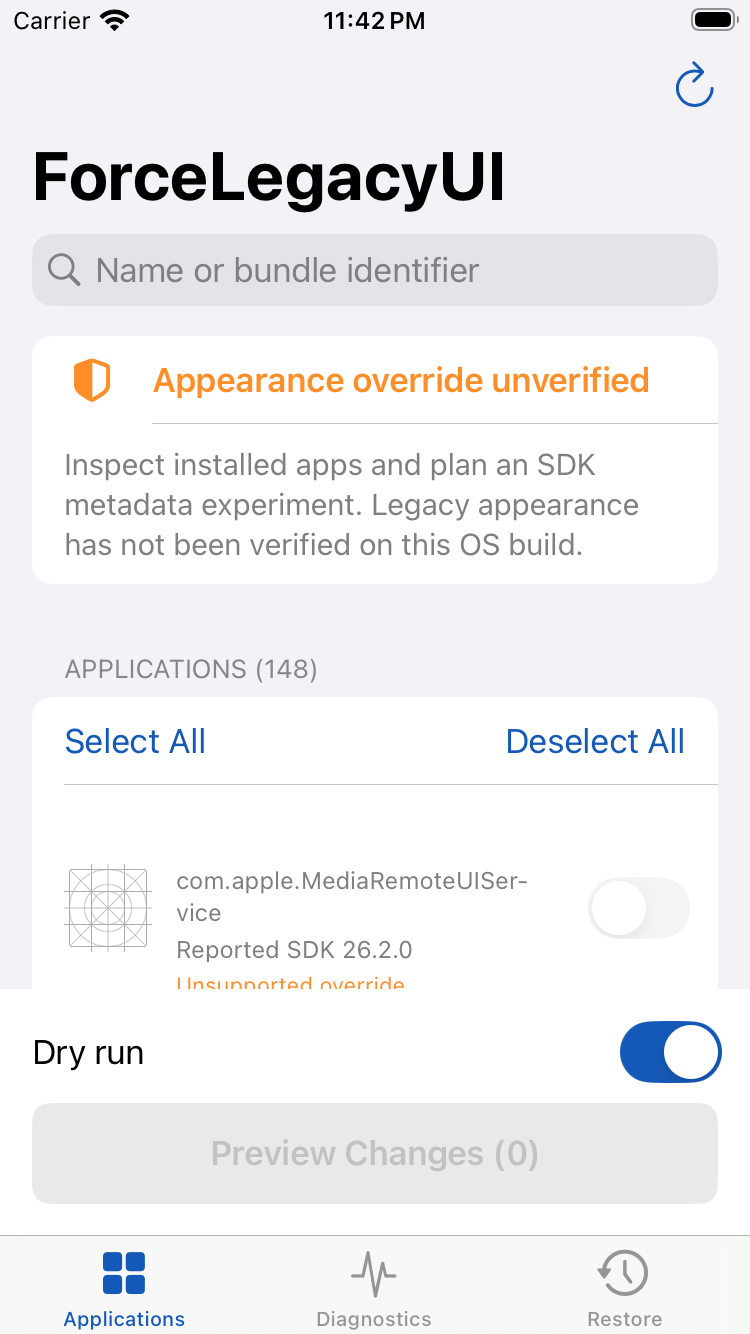 Carrier 11:42 PM
ForceLegacyUI
Name or bundle identifier
Appearance override unverified
Inspect installed apps and plan an SDK
metadata experiment. Legacy appearance
has not been verified on this OS build.
APPLICATIONS (148)
Select All Deselect All
com.apple.MediaRemoteUISer-
vice
Reported SDK 26.2.0
Unsupported override
Dry run
Preview Changes (0)
Applications Diagnostics Restore